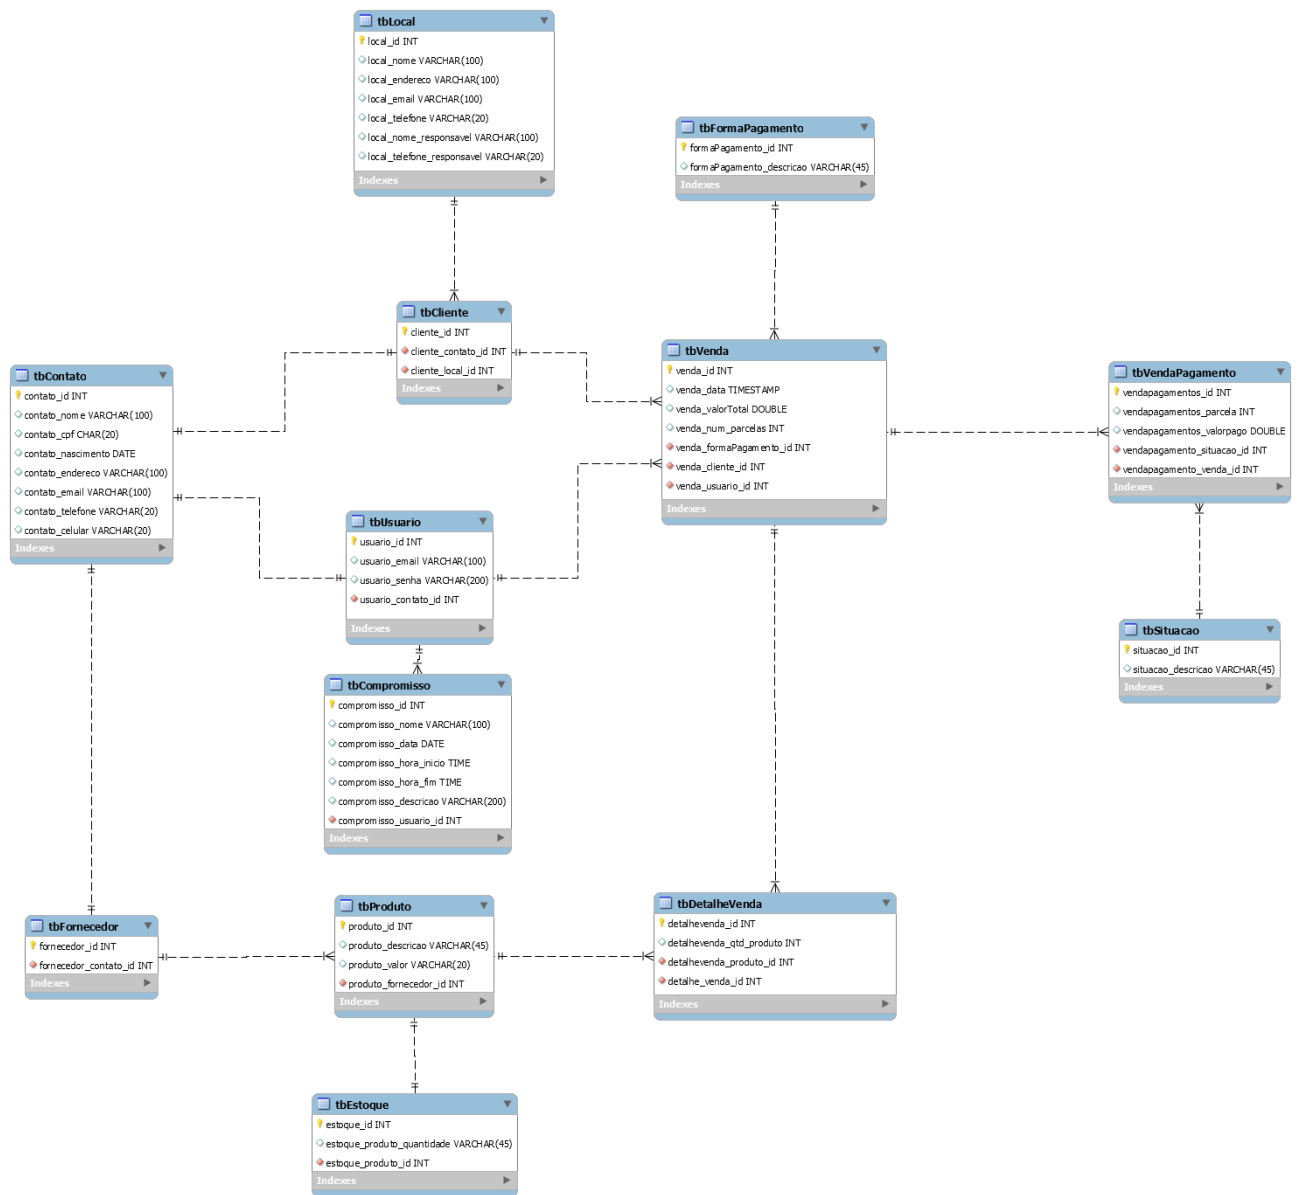 tbLocal
local_id INT
local_nome VARCHAR(100)
local_endereco VARCHAR(100)
local_email VARCHAR(100)
local_telefone VARCHAR(20)
local_nome_responsavel VARCHAR(100)
local_telefone_responsavel VARCHAR(20)
Indexes
tbFormaPagamento
formaPagamento_id INT
formaPagamento_descricao VARCHAR(45)
Indexes
tbCliente
cliente_id INT
cliente_contato_id INT
cliente_local_id INT
Indexes
tbVenda
venda_id INT
venda_data TIMESTAMP
venda_valorTotal DOUBLE
venda_num_parcelas INT
venda_formaPagamento_id INT
venda_cliente_id INT
venda_usuario_id INT
Indexes
tbVendaPagamento
vendapagamentos_id INT
vendapagamentos_parcela INT
vendapagamentos_valorpago DOUBLE
vendapagamento_situacao_id INT
vendapagamento_venda_id INT
Indexes
tbContato
contato_id INT
contato_nome VARCHAR(100)
contato_cpf CHAR(20)
contato_nascimento DATE
contato_endereco VARCHAR(100)
contato_email VARCHAR(100)
contato_telefone VARCHAR(20)
contato_celular VARCHAR(20)
Indexes
tbUsuario
usuario_id INT
usuario_email VARCHAR(100)
usuario_senha VARCHAR(200)
usuario_contato_id INT
Indexes
tbSituacao
situacao_id INT
situacao_descricao VARCHAR(45)
Indexes
tbCompromisso
compromisso_id INT
compromisso_nome VARCHAR(100)
compromisso_data DATE
compromisso_hora_inicio TIME
compromisso_hora_fim TIME
compromisso_descricao VARCHAR(200)
compromisso_usuario_id INT
Indexes
tbFornecedor
fornecedor_id INT
fornecedor_contato_id INT
Indexes
tbProduto
produto_id INT
produto_descricao VARCHAR(45)
produto_valor VARCHAR(20)
produto_fornecedor_id INT
Indexes
tbDetalheVenda
detalhevenda_id INT
detalhevenda_qtd_produto INT
detalhevenda_produto_id INT
detalhe_venda_id INT
Indexes
tbEstoque
estoque_id INT
estoque_produto_quantidade VARCHAR(45)
estoque_produto_id INT
Indexes